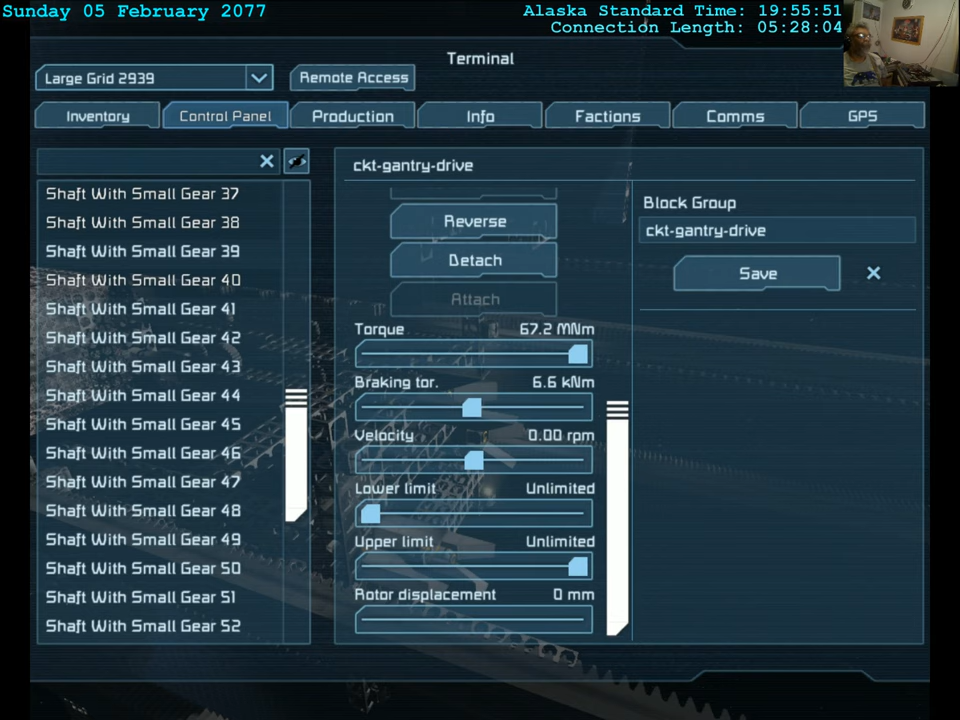 Sunday 05 February 2077
Alaska Standard Time: 19:55:51
Connection Length: 05:28:04
Terminal
Large Grid 2939
Remote Access
Inventory
Control Panel
Production
Info
Factions
Comms
GPS
Shaft With Small Gear 37
Shaft With Small Gear 38
Shaft With Small Gear 39
Shaft With Small Gear 40
Shaft With Small Gear 41
Shaft With Small Gear 42
Shaft With Small Gear 43
Shaft With Small Gear 44
Shaft With Small Gear 45
Shaft With Small Gear 46
Shaft With Small Gear 47
Shaft With Small Gear 48
Shaft With Small Gear 49
Shaft With Small Gear 50
Shaft With Small Gear 51
Shaft With Small Gear 52
ckt-gantry-drive
Reverse
Detach
Attach
Torque 67.2 MNm
Braking tor. 6.6 kNm
Velocity 0.00 rpm
Lower limit Unlimited
Upper limit Unlimited
Rotor displacement 0 mm
Block Group
ckt-gantry-drive
Save